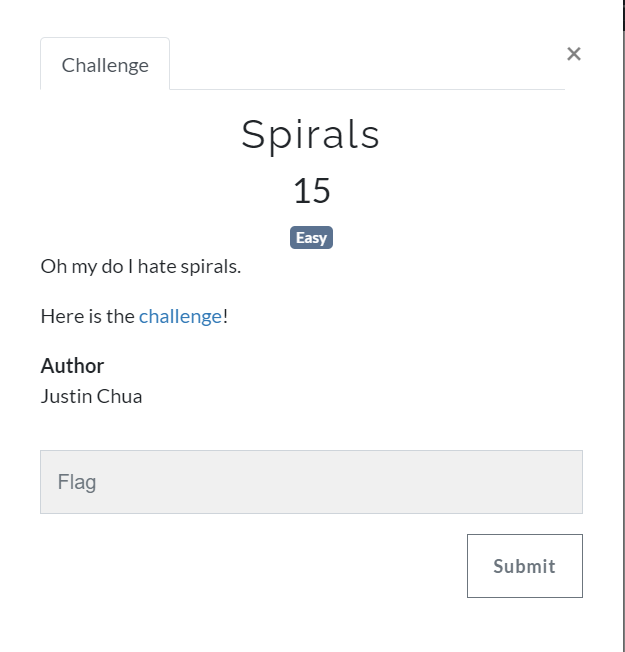 Challenge
×
Spirals
15
Easy
Oh my do I hate spirals.
Here is the challenge!
Author
Justin Chua
Flag
Submit